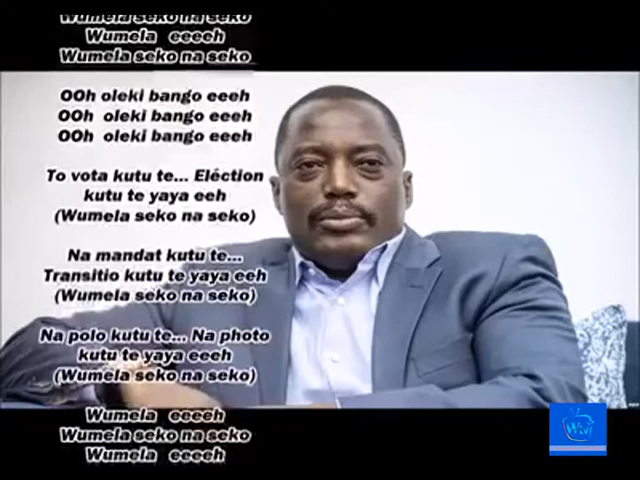 Wumela seko na seko
Wumela eeeeh
Wumela seko na seko
OOh oleki bango eeeh
OOh oleki bango eeeh
OOh oleki bango eeeh
To vota kutu te... Eléction
kutu te yaya eeh
(Wumela seko na seko)
Na mandat kutu te...
Transitio kutu te yaya eeh
(Wumela seko na seko)
Na polo kutu te... Na photo
kutu te yaya eeeh
(Wumela seko na seko)
Wumela eeeeh
Wumela seko na seko
Wumela eeeeh